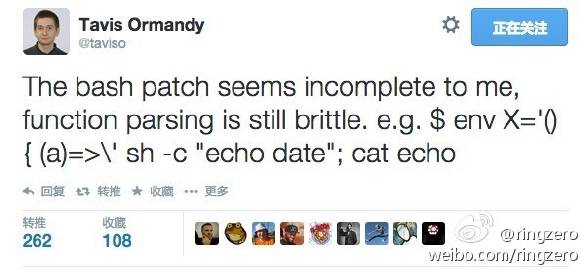 Tavis Ormandy
@taviso
正在关注
The bash patch seems incomplete to me,
function parsing is still brittle. e.g. $ env X='()
{ (a)=>\' sh -c "echo date"; cat echo
回复 转推 收藏 更多
转推 收藏
262 108
@ringzero
weibo.com/ringzero